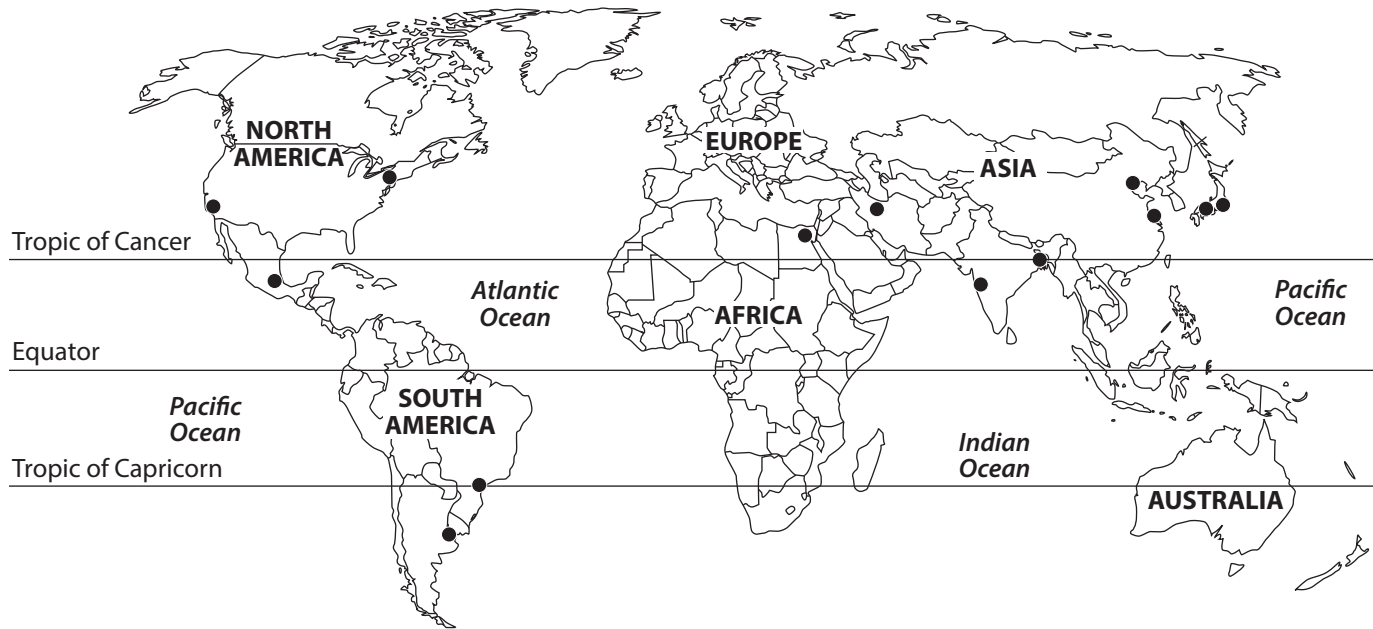 NORTH
AMERICA
EUROPE
ASIA
Tropic of Cancer
Atlantic
Ocean
AFRICA
Pacific
Ocean
Equator
SOUTH
AMERICA
Pacific
Ocean
Indian
Ocean
Tropic of Capricorn
AUSTRALIA